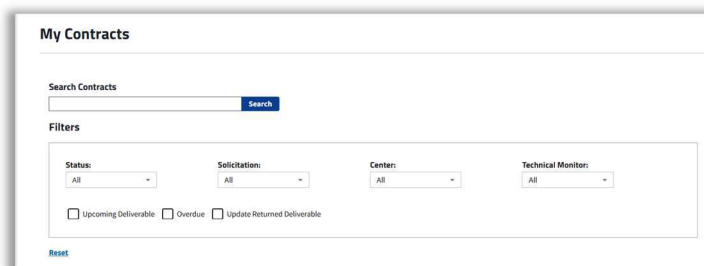 My Contracts
Search Contracts
Search
Filters
Status: Solicitation: Center: Technical Monitor:
All All All All
Upcoming Deliverable Overdue Update Returned Deliverable
Reset